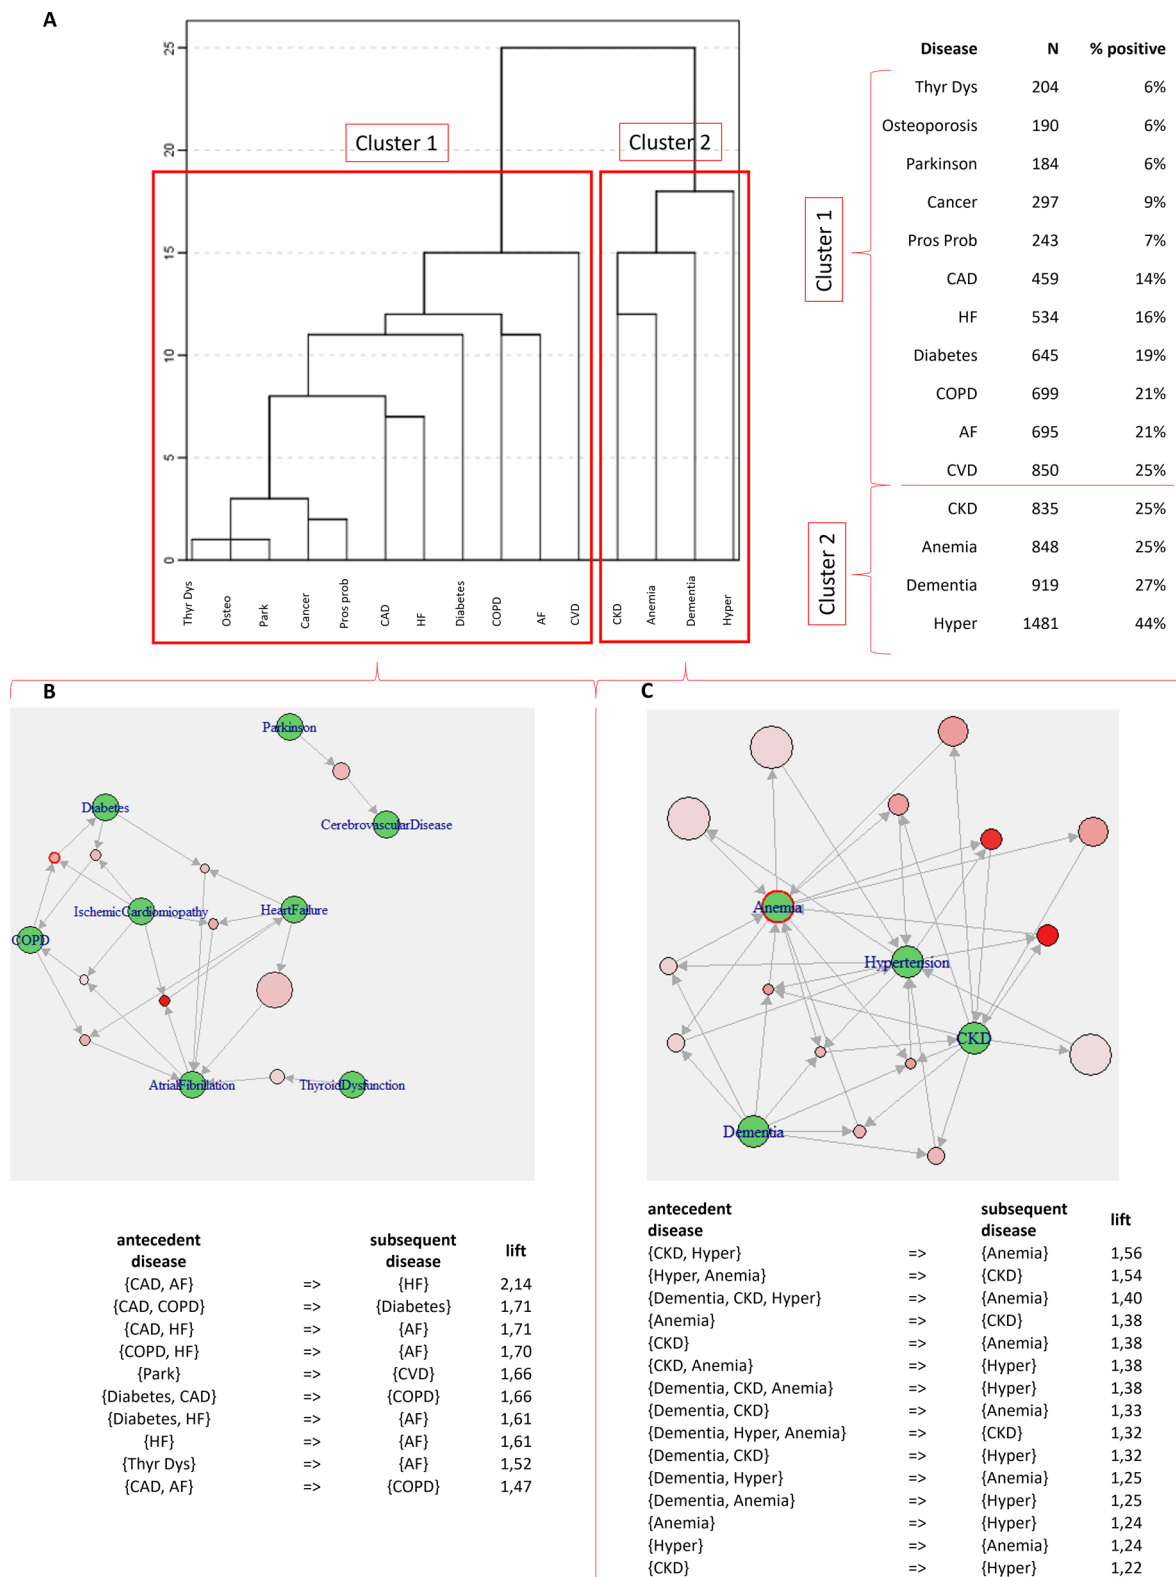 A
25
20
15
10
5
0
Cluster 1
Cluster 2
Thyr Dys
Osteo
Park
Cancer
Pros prob
CAD
HF
Diabetes
COPD
AF
CVD
CKD
Anemia
Dementia
Hyper
Disease N % positive
Thyr Dys 204 6%
Osteoporosis 190 6%
Parkinson 184 6%
Cancer 297 9%
Pros Prob 243 7%
CAD 459 14%
HF 534 16%
Diabetes 645 19%
COPD 699 21%
AF 695 21%
CVD 850 25%
CKD 835 25%
Anemia 848 25%
Dementia 919 27%
Hyper 1481 44%
Cluster 1
Cluster 2
B
Parkinson
Diabetes
CerebrovascularDisease
IschemicCardiomiopathy
HeartFailure
COPD
AtrialFibrillation
ThyroidDysfunction
antecedent
disease
subsequent
disease
lift
{CAD, AF} => {HF} 2,14
{CAD, COPD} => {Diabetes} 1,71
{CAD, HF} => {AF} 1,71
{COPD, HF} => {AF} 1,70
{Park} => {CVD} 1,66
{Diabetes, CAD} => {COPD} 1,66
{Diabetes, HF} => {AF} 1,61
{HF} => {AF} 1,61
{Thyr Dys} => {AF} 1,52
{CAD, AF} => {COPD} 1,47
C
Anemia
Hypertension
CKD
Dementia
antecedent
disease
subsequent
disease
lift
{CKD, Hyper} => {Anemia} 1,56
{Hyper, Anemia} => {CKD} 1,54
{Dementia, CKD, Hyper} => {Anemia} 1,40
{Anemia} => {CKD} 1,38
{CKD} => {Anemia} 1,38
{CKD, Anemia} => {Hyper} 1,38
{Dementia, CKD, Anemia} => {Hyper} 1,38
{Dementia, CKD} => {Anemia} 1,33
{Dementia, Hyper, Anemia} => {CKD} 1,32
{Dementia, CKD} => {Hyper} 1,32
{Dementia, Hyper} => {Anemia} 1,25
{Dementia, Anemia} => {Hyper} 1,25
{Anemia} => {Hyper} 1,24
{Hyper} => {Anemia} 1,24
{CKD} => {Hyper} 1,22